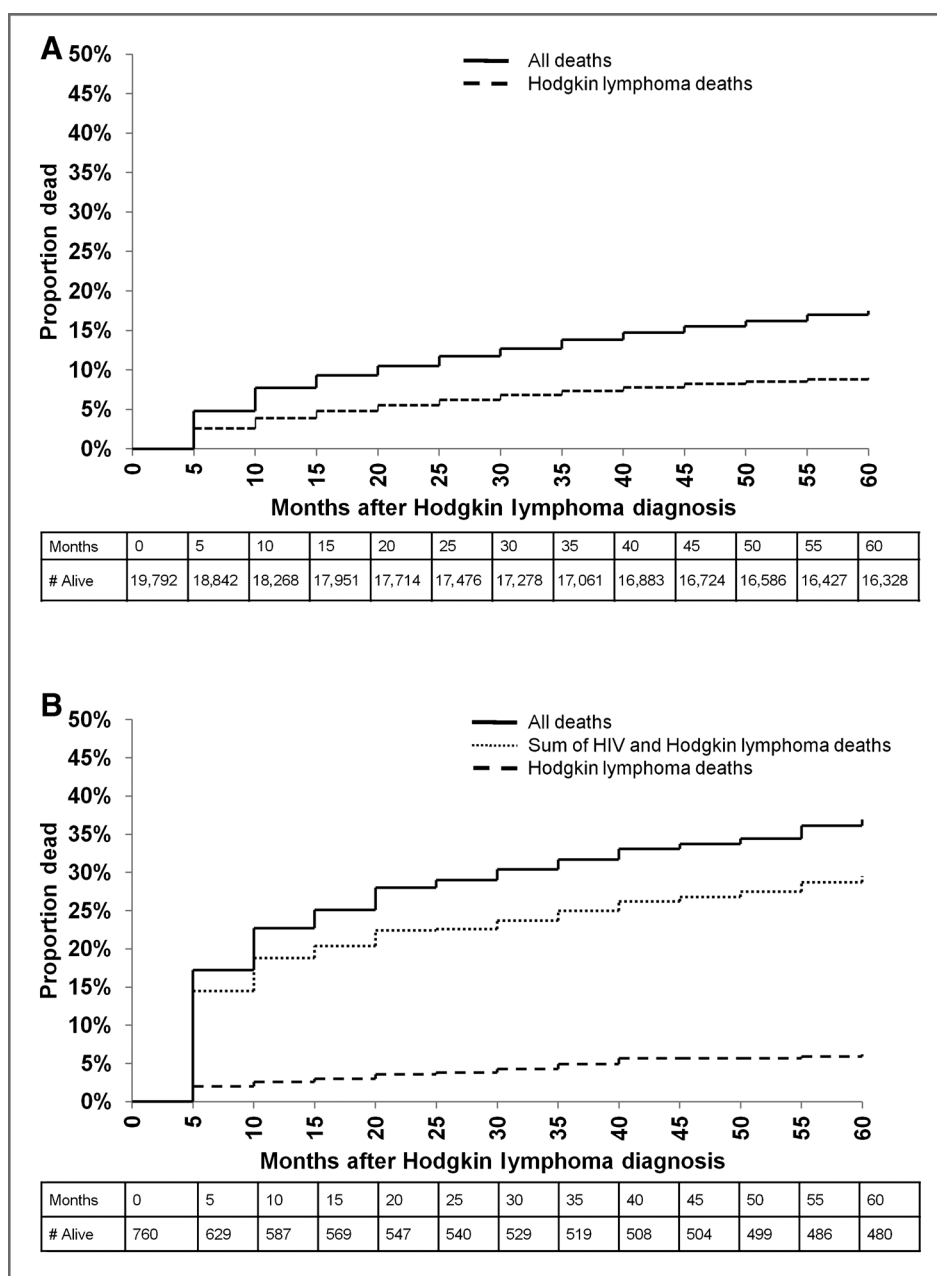 A
All deaths
Hodgkin lymphoma deaths
50%
45%
40%
35%
30%
25%
20%
15%
10%
5%
0%
Proportion dead
0 5 10 15 20 25 30 35 40 45 50 55 60
Months after Hodgkin lymphoma diagnosis
Months 0 5 10 15 20 25 30 35 40 45 50 55 60
# Alive 19,792 18,842 18,268 17,951 17,714 17,476 17,278 17,061 16,883 16,724 16,586 16,427 16,328
B
All deaths
Sum of HIV and Hodgkin lymphoma deaths
Hodgkin lymphoma deaths
50%
45%
40%
35%
30%
25%
20%
15%
10%
5%
0%
Proportion dead
0 5 10 15 20 25 30 35 40 45 50 55 60
Months after Hodgkin lymphoma diagnosis
Months 0 5 10 15 20 25 30 35 40 45 50 55 60
# Alive 760 629 587 569 547 540 529 519 508 504 499 486 480